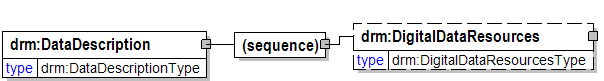 drm:DataDescription
type drm:DataDescriptionType
(sequence)
drm:DigitalDataResources
type drm:DigitalDataResourcesType